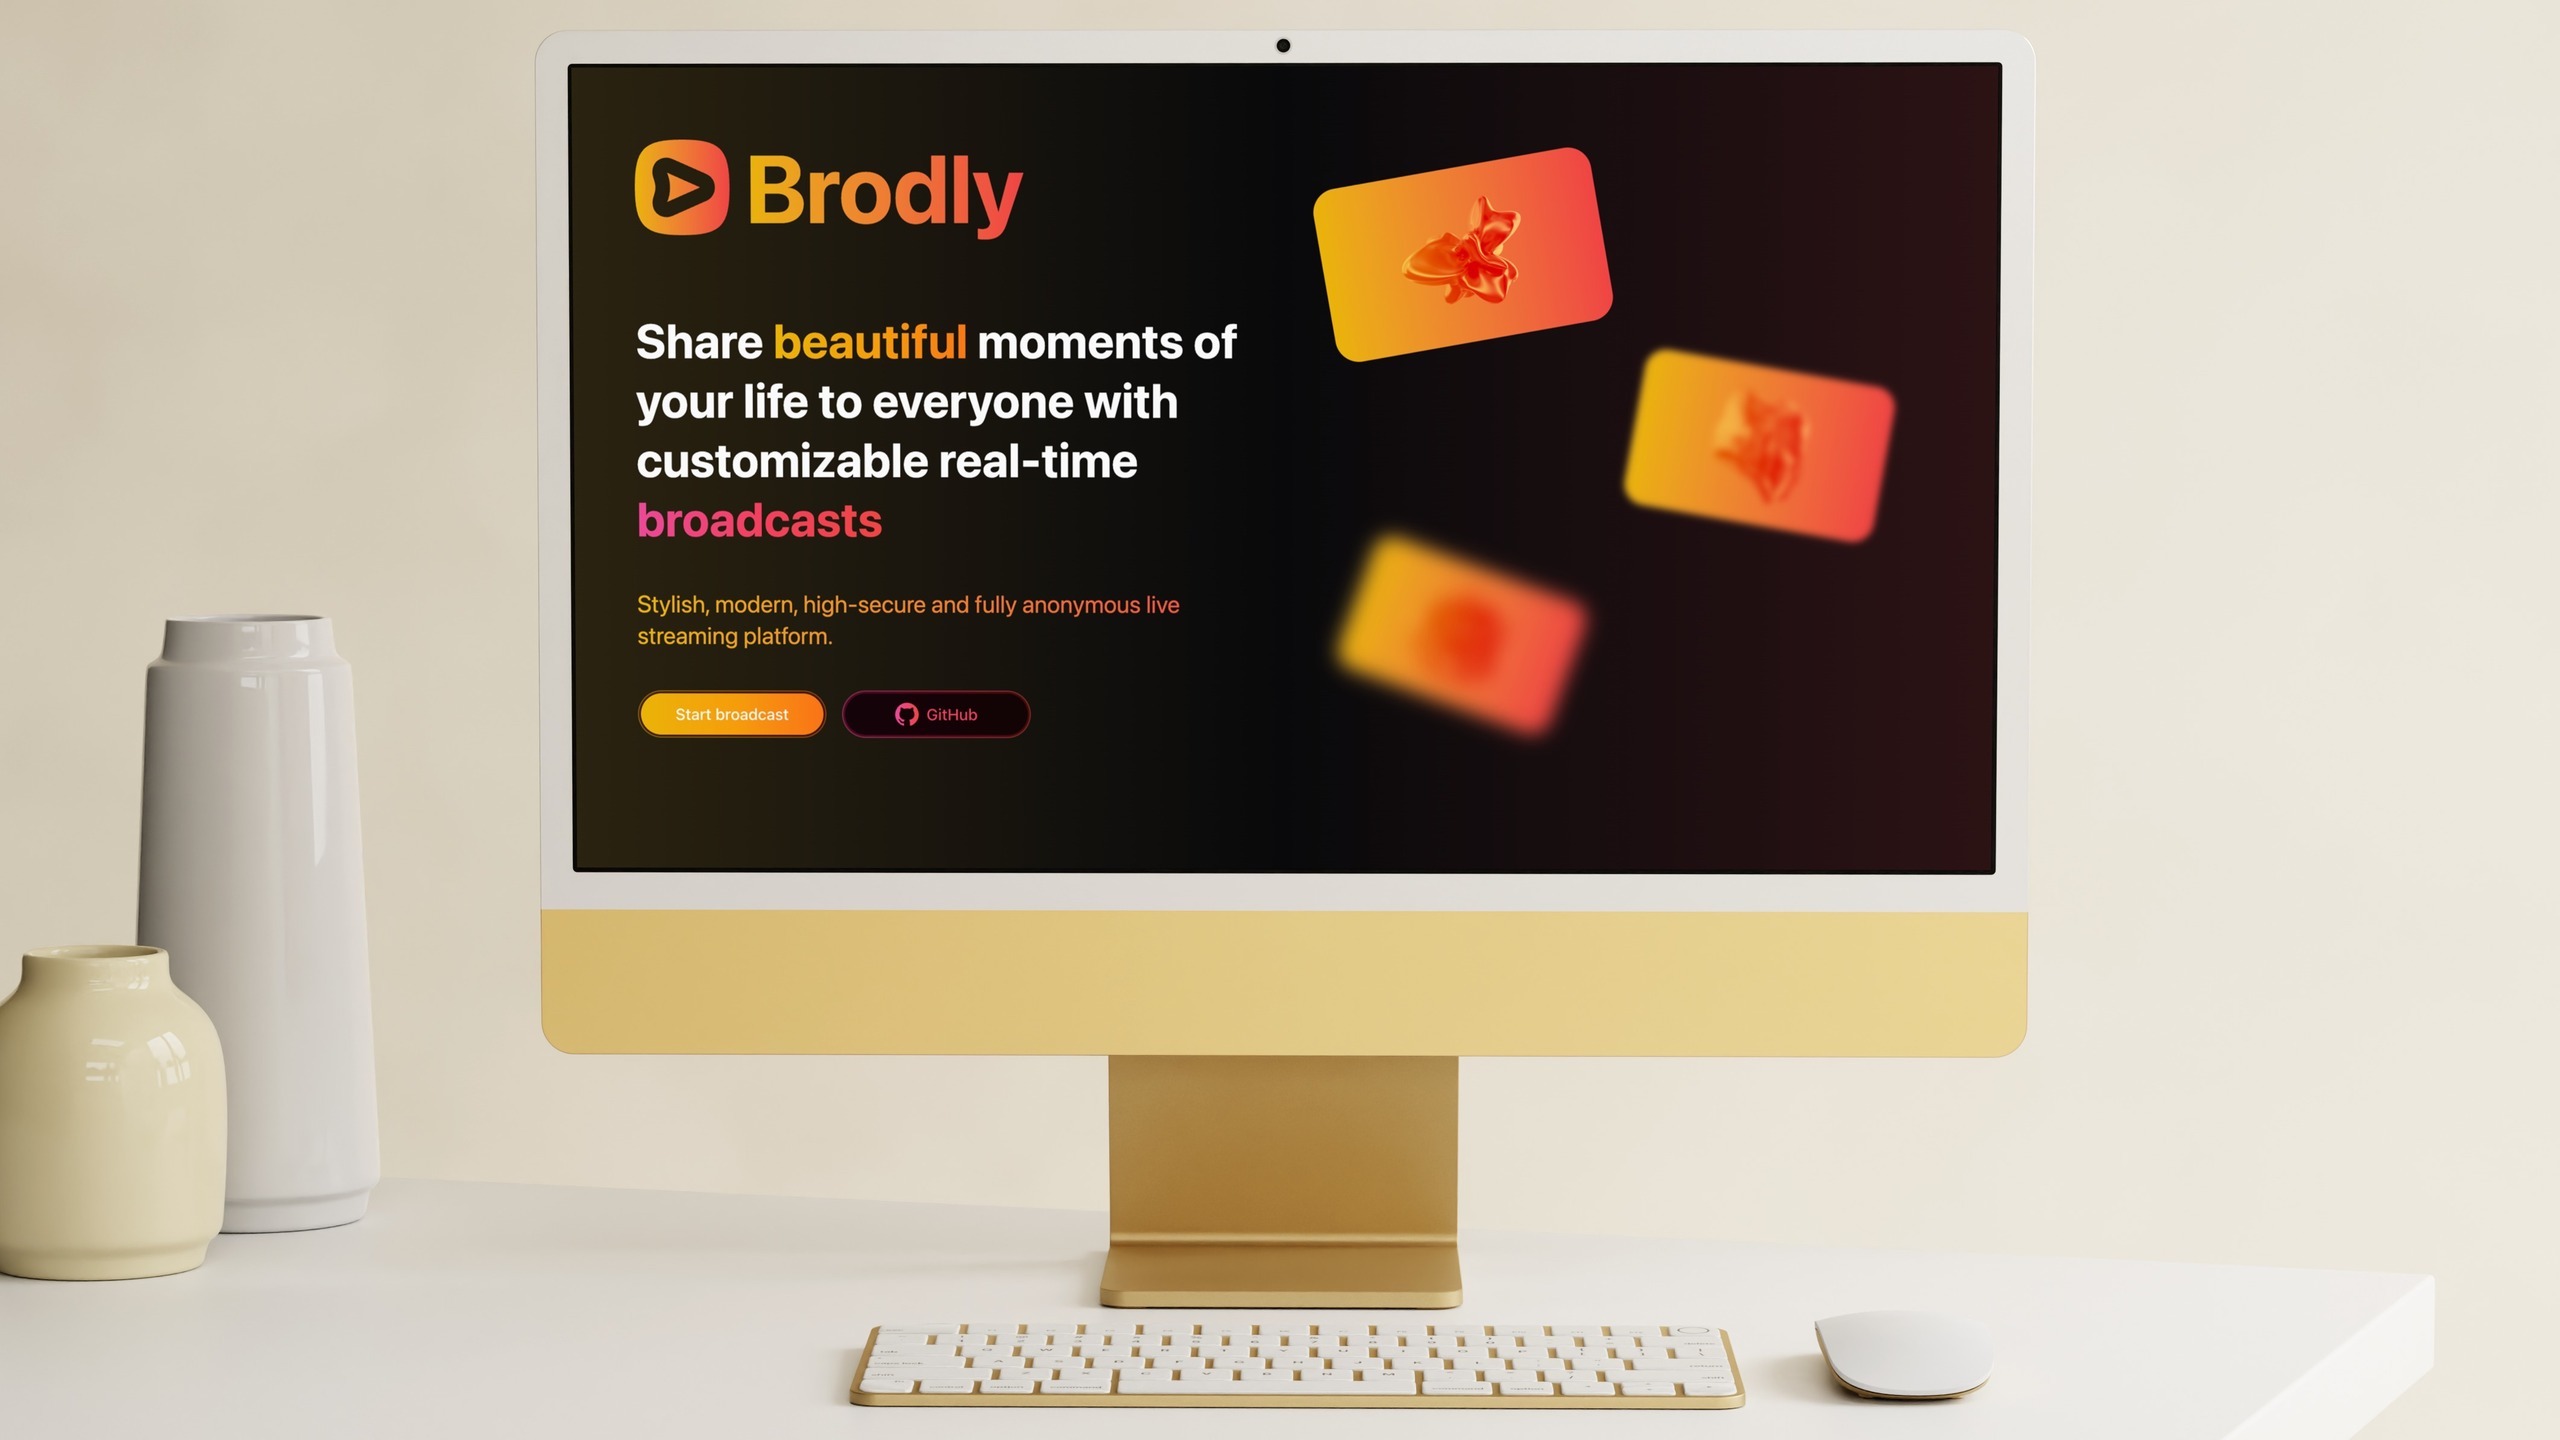 Brodly
Share beautiful moments of
your life to everyone with
customizable real-time
broadcasts
Stylish, modern, high-secure and fully anonymous live
streaming platform.
Start broadcast
GitHub